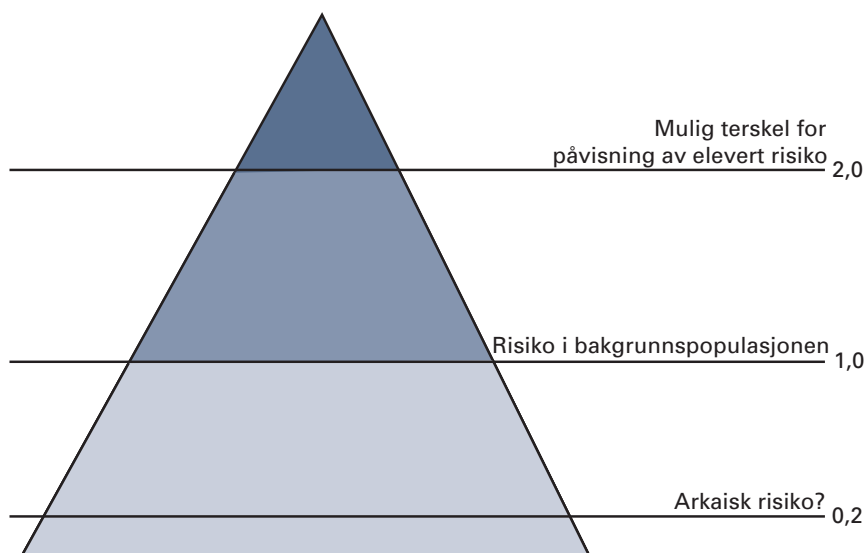 Mulig terskel for
påvisning av elevert risiko
2,0
Risiko i bakgrunnspopulasjonen
1,0
Arkaisk risiko?
0,2